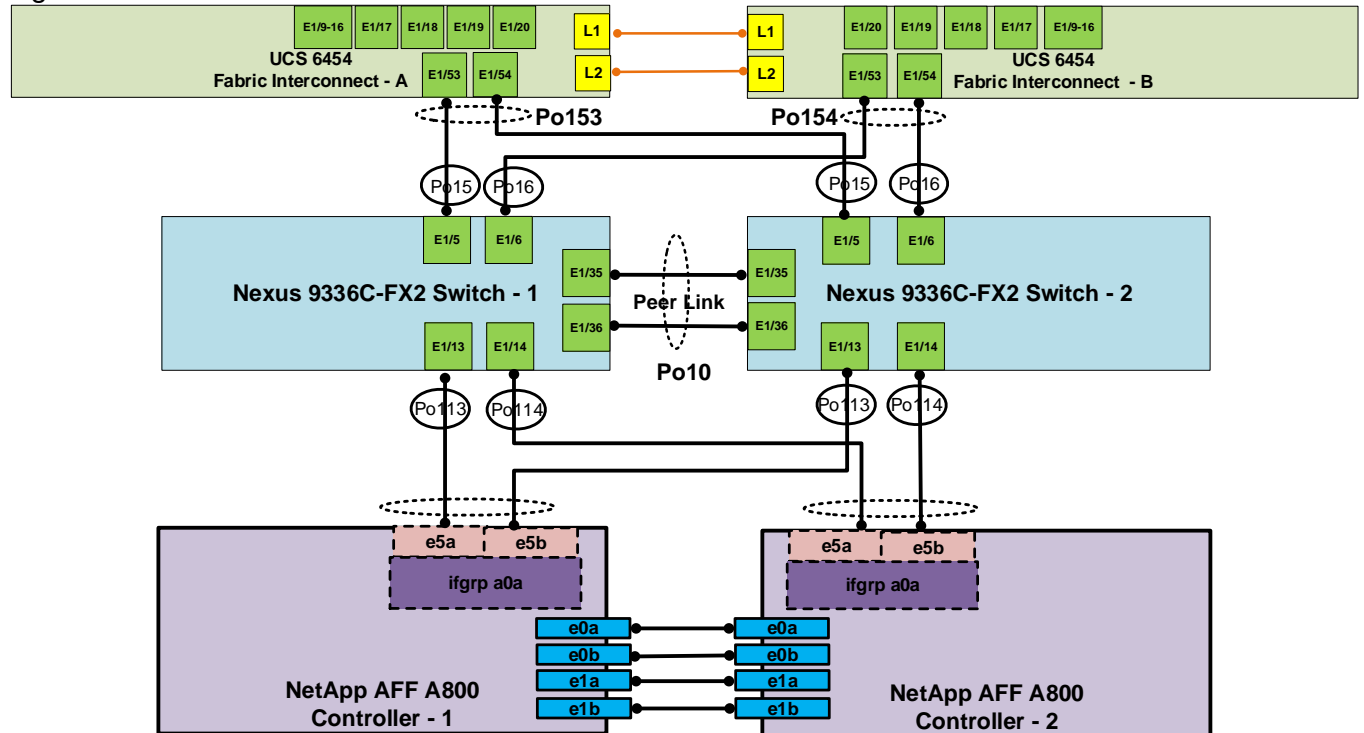 E1/9-16 E1/17 E1/18 E1/19 E1/20 L1 L1 E1/20 E1/19 E1/18 E1/17 E1/9-16
UCS 6454 UCS 6454
Fabric Interconnect - A E1/53 E1/54 L2 L2 E1/53 E1/54 Fabric Interconnect - B
Po153 Po154
Po15 Po16 Po15 Po16
E1/5 E1/6 E1/5 E1/6
E1/35 E1/35
Nexus 9336C-FX2 Switch - 1 Peer Link Nexus 9336C-FX2 Switch - 2
E1/36 E1/36
E1/13 E1/14 E1/13 E1/14
Po10
Po113 Po114 Po113 Po114
e5a e5b e5a e5b
ifgrp a0a ifgrp a0a
e0a e0a
e0b e0b
e1a e1a
NetApp AFF A800 NetApp AFF A800
e1b e1b
Controller - 1 Controller - 2